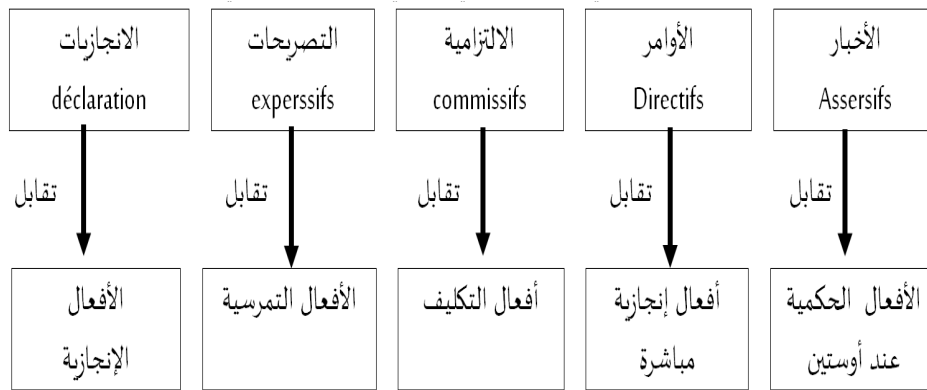 الأخبار
Assersifs
الأوامر
Directifs
الالتزامية
commissifs
التصريحات
experssifs
الانجازيات
déclaration
تقابل
تقابل
تقابل
تقابل
تقابل
الأفعال الحكمية
عند أوستين
أفعال إنجازية
مباشرة
أفعال التكليف
الأفعال التمرسية
الأفعال
الإنجازية